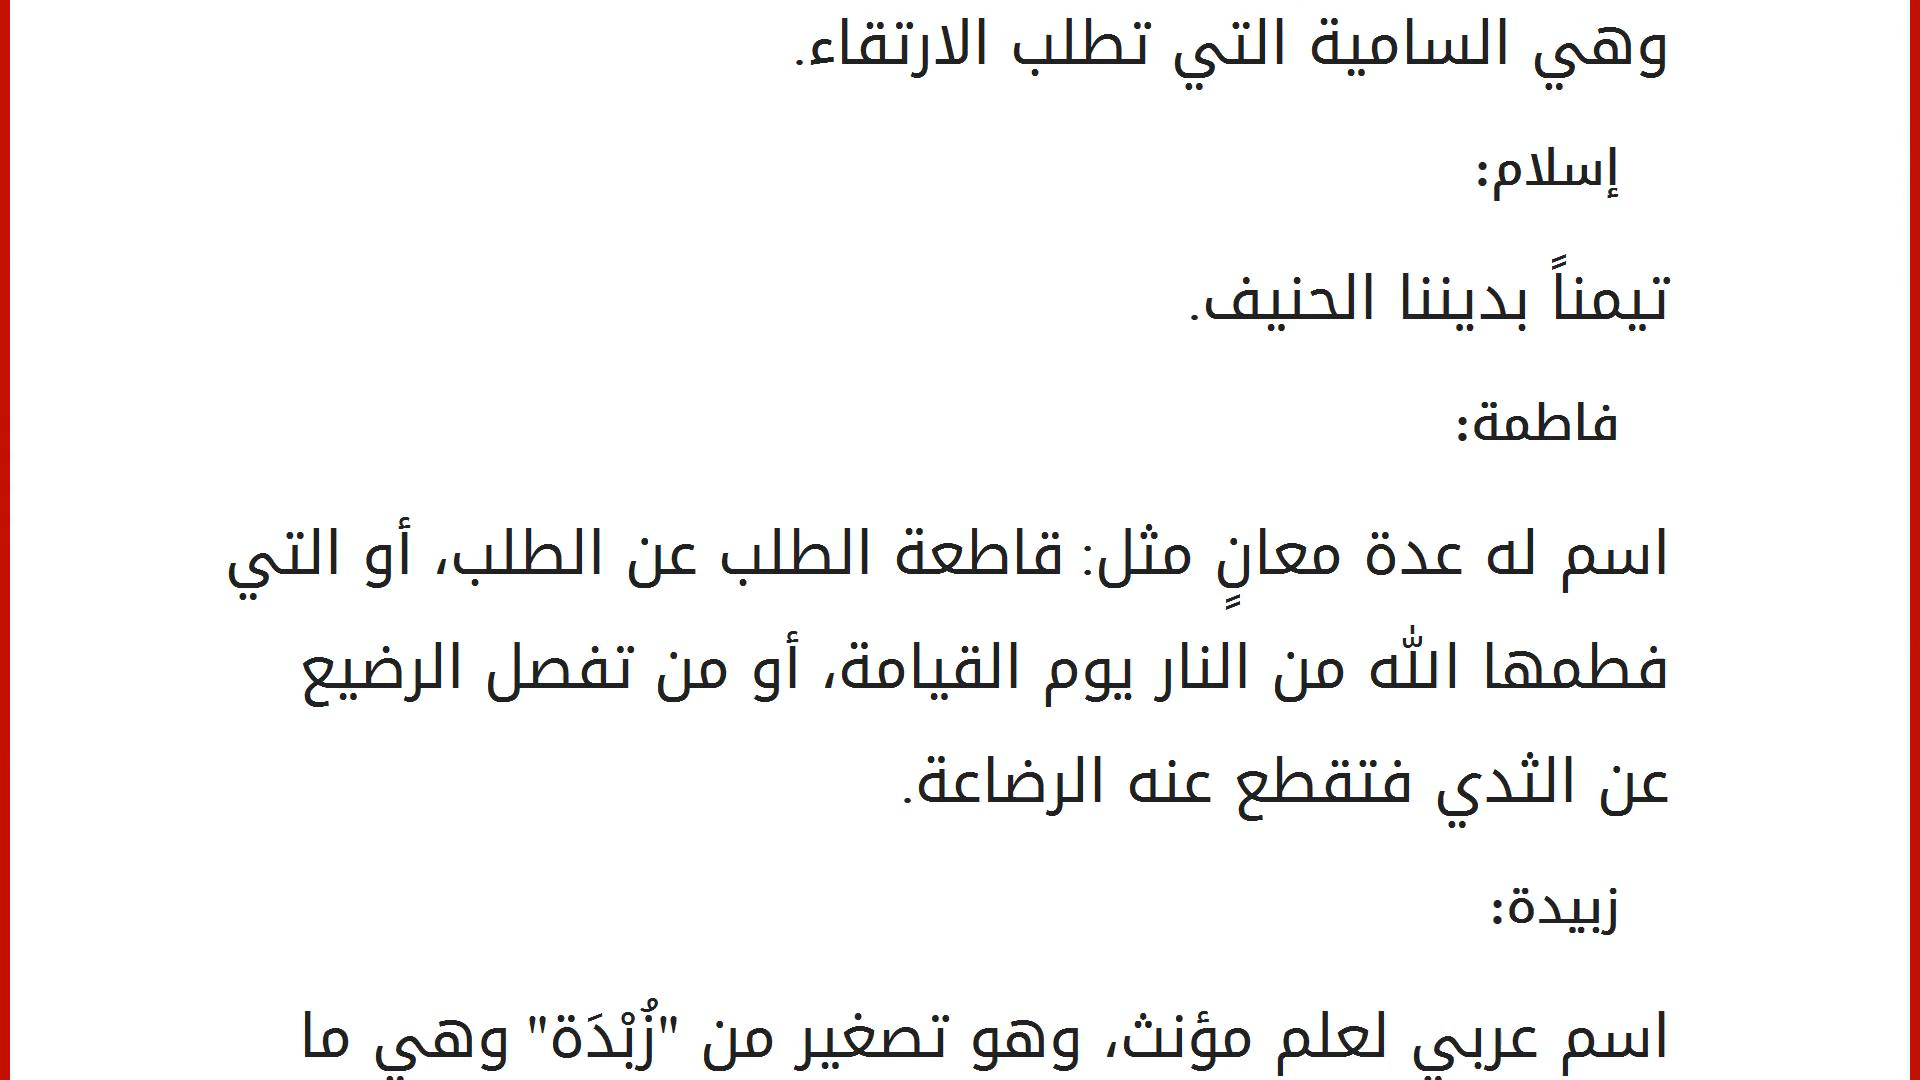 وهي السامية التي تطلب الارتقاء.
إسلام:
تيمناً بديننا الحنيف.
فاطمة:
اسم له عدة معانٍ مثل: قاطعة الطلب عن الطلب، أو التي
فطمها الله من النار يوم القيامة، أو من تفصل الرضيع
عن الثدي فتقطع عنه الرضاعة.
زبيدة:
اسم عربي لعلم مؤنث، وهو تصغير من "زُبْدَة" وهي ما